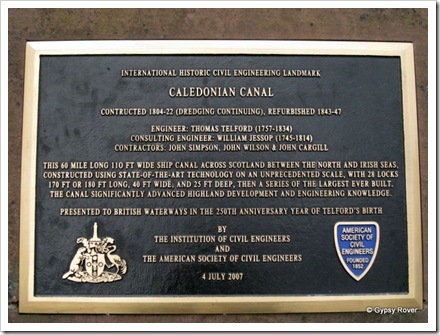 INTERNATIONAL HISTORIC CIVIL ENGINEERING LANDMARK
CALEDONIAN CANAL
CONTRUCTED 1804-22 (DREDGING CONTINUING), REFURBISHED 1843-47
ENGINEER: THOMAS TELFORD (1757-1834)
CONSULTING ENGINEER: WILLIAM JESSOP (1745-1814)
CONTRACTORS: JOHN SIMPSON, JOHN WILSON & JOHN CARGILL
THIS 60 MILE LONG 110 FT WIDE SHIP CANAL ACROSS SCOTLAND BETWEEN THE NORTH AND IRISH SEAS,
CONSTRUCTED USING STATE-OF-THE-ART TECHNOLOGY ON AN UNPRECEDENTED SCALE, WITH 28 LOCKS
170 FT OR 180 FT LONG, 40 FT WIDE, AND 25 FT DEEP, THEN A SERIES OF THE LARGEST EVER BUILT.
THE CANAL SIGNIFICANTLY ADVANCED HIGHLAND DEVELOPMENT AND ENGINEERING KNOWLEDGE.
PRESENTED TO BRITISH WATERWAYS IN THE 250TH ANNIVERSARY YEAR OF TELFORD'S BIRTH
BY
THE INSTITUTION OF CIVIL ENGINEERS
AND
THE AMERICAN SOCIETY OF CIVIL ENGINEERS
4 JULY 2007
AMERICAN
SOCIETY OF
CIVIL
ENGINEERS
FOUNDED
1852
© Gypsy Rover